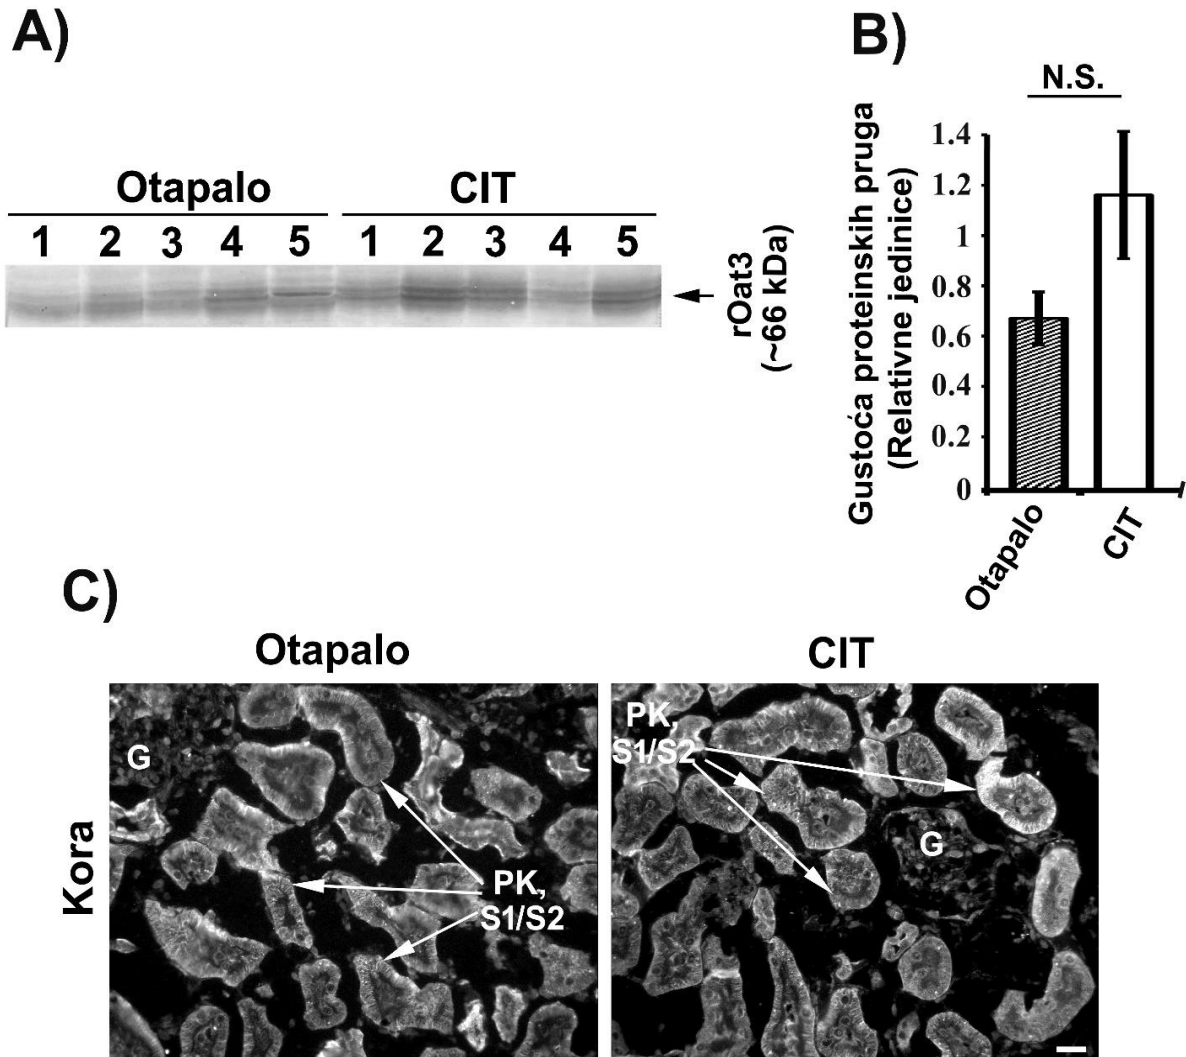 A)
Otapalo CIT
1 2 3 4 5 1 2 3 4 5
rOat3
(~66 kDa)
B)
N.S.
Gustoća proteinskih pruga
(Relativne jedinice)
1.4
1.2
1
0.8
0.6
0.4
0.2
0
Otapalo
CIT
C)
Otapalo CIT
Kora
G
PK,
S1/S2
PK,
S1/S2
G